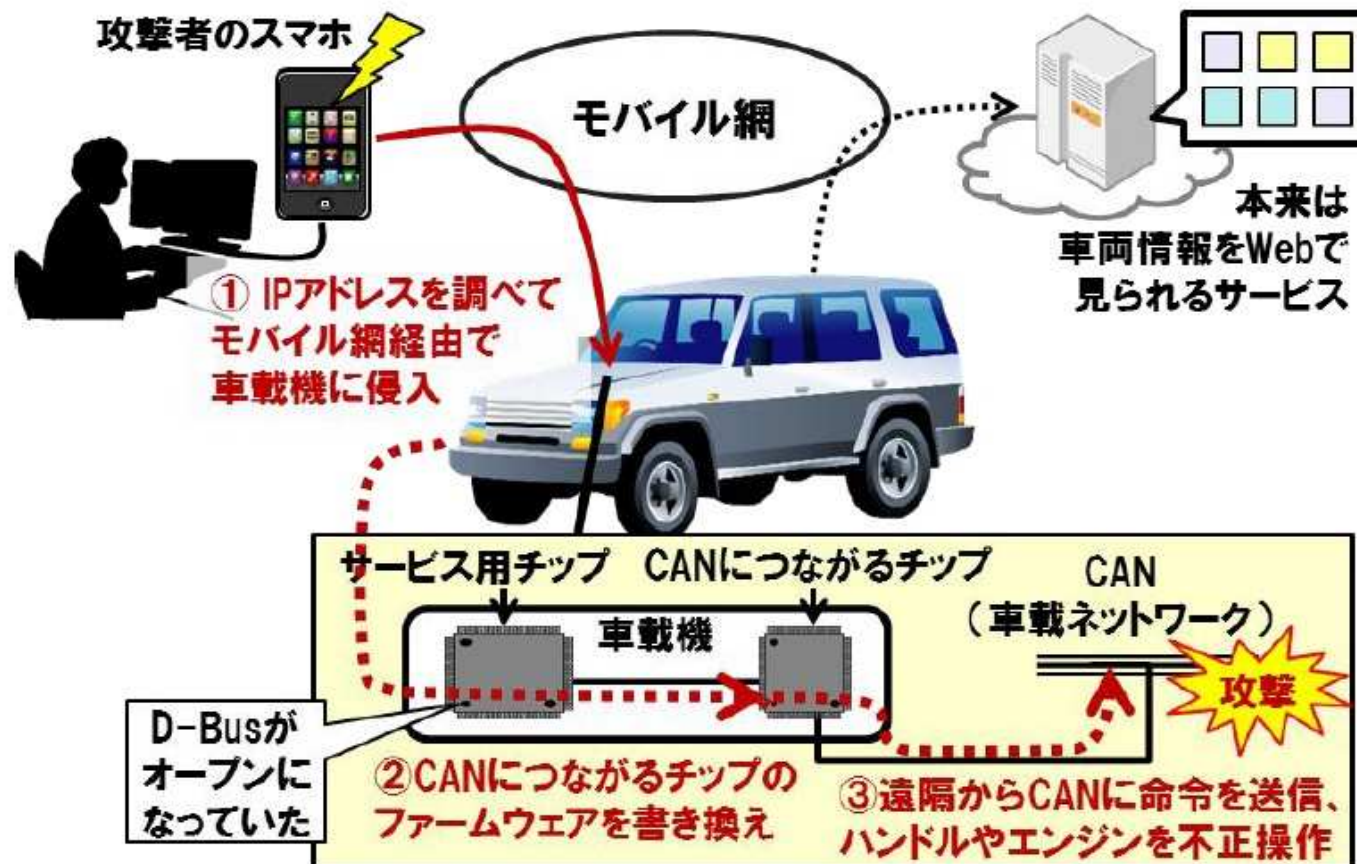 攻撃者のスマホ
モバイル網
本来は
車両情報をWebで
見られるサービス
① IPアドレスを調べて
モバイル網経由で
車載機に侵入
サービス用チップ
CANにつながるチップ
CAN
(車載ネットワーク)
車載機
攻撃
D-Busが
オープンに
なっていた
②CANにつながるチップの
ファームウェアを書き換え
③遠隔からCANに命令を送信、
ハンドルやエンジンを不正操作